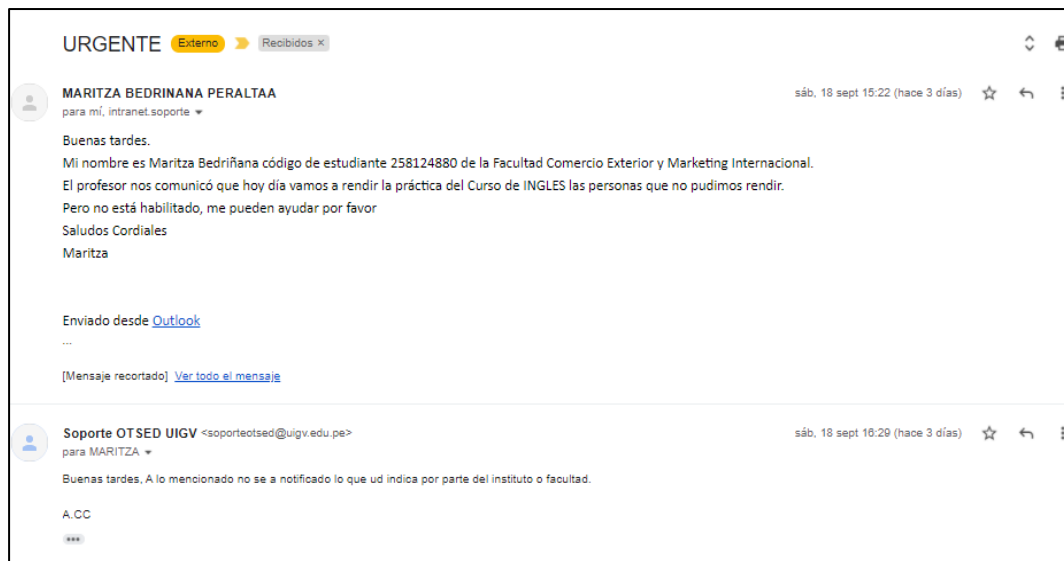 URGENTE Externo Recibidos ×
MARITZA BEDRINANA PERALTAA sáb, 18 sept 15:22 (hace 3 días)
para mí, intranet.soporte
Buenas tardes.
Mi nombre es Maritza Bedriñana código de estudiante 258124880 de la Facultad Comercio Exterior y Marketing Internacional.
El profesor nos comunicó que hoy día vamos a rendir la práctica del Curso de INGLES las personas que no pudimos rendir.
Pero no está habilitado, me pueden ayudar por favor
Saludos Cordiales
Maritza
Enviado desde Outlook
...
[Mensaje recortado] Ver todo el mensaje
Soporte OTSED UIGV <soporteotsed@uigv.edu.pe> sáb, 18 sept 16:29 (hace 3 días)
para MARITZA
Buenas tardes, A lo mencionado no se a notificado lo que ud indica por parte del instituto o facultad.
A.CC